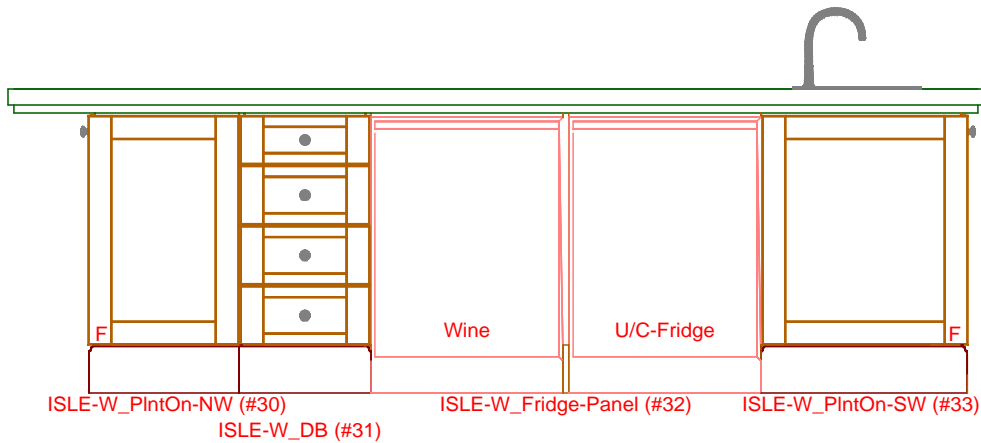 Wine
U/C-Fridge
F
F
ISLE-W_PlntOn-NW (#30)
ISLE-W_Fridge-Panel (#32)
ISLE-W_PlntOn-SW (#33)
ISLE-W_DB (#31)